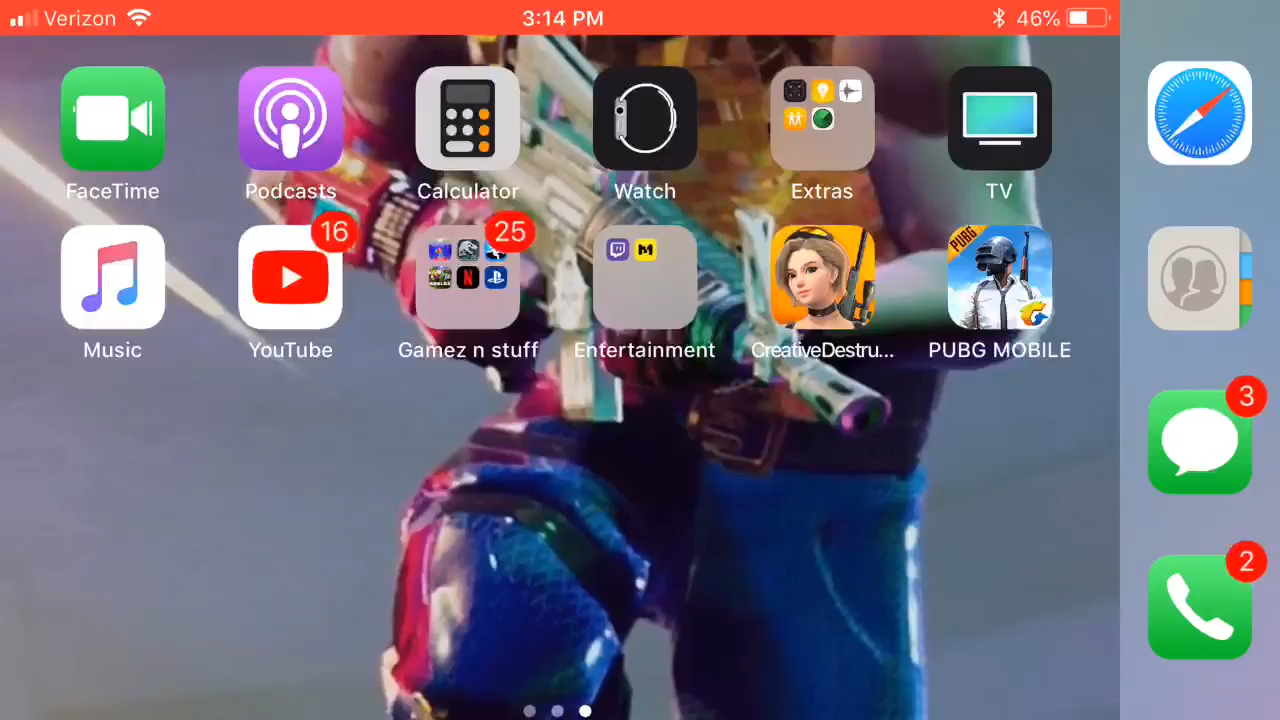 Verizon 3:14 PM 46%
FaceTime Podcasts Calculator Watch Extras TV
16 25
PUBG
Music YouTube Gamez n stuff Entertainment CreativeDestru... PUBG MOBILE
3
2